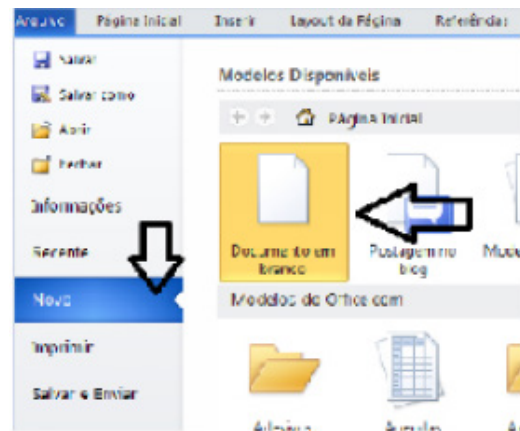 Arquivo Página Inicial Inserir Layout da Página Referências
Salvar
Salvar como
Abrir
Fechar
Informações
Recente
Novo
Imprimir
Salvar e Enviar
Modelos Disponíveis
Página Inicial
Documento em
branco
Postagem no
blog
Modelos do Office.com